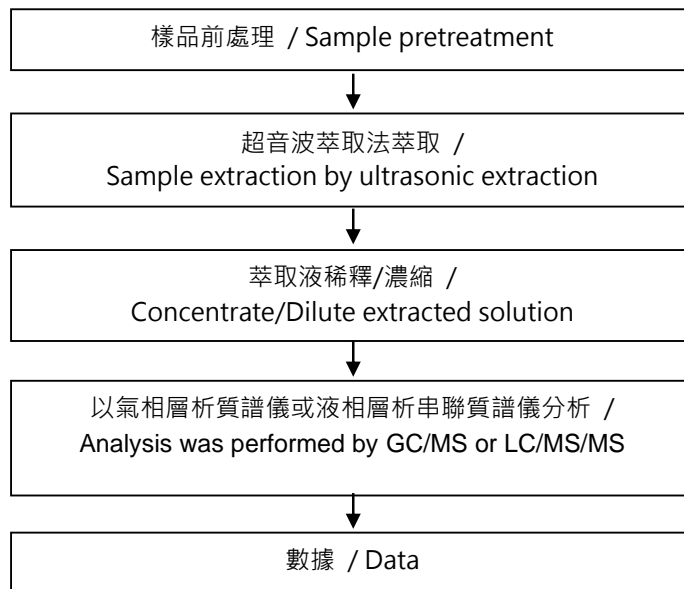 樣品前處理 / Sample pretreatment
超音波萃取法萃取 /
Sample extraction by ultrasonic extraction
萃取液稀釋/濃縮 /
Concentrate/Dilute extracted solution
以氣相層析質譜儀或液相層析串聯質譜儀分析 /
Analysis was performed by GC/MS or LC/MS/MS
數據 / Data